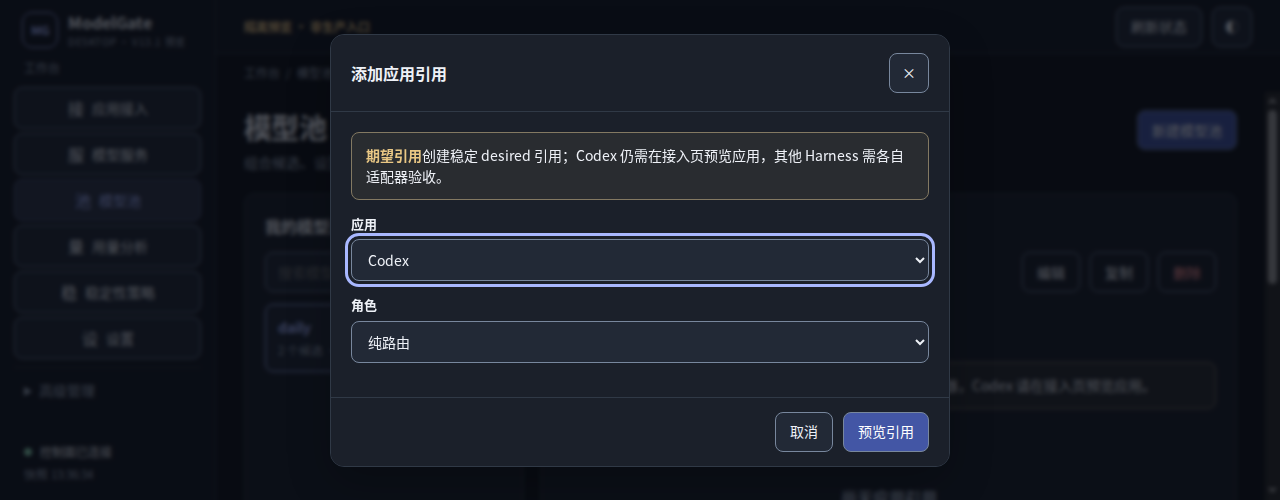 ModelGate
工作台
应用接入
模型服务
模型池
用量分析
稳定性策略
设置
高级管理
控制面已连接
刷新状态
模型池
新建模型池
编辑
复制
删除
daily
添加应用引用
×
期望引用创建稳定 desired 引用；Codex 仍需在接入页预览应用，其他 Harness 需各自
适配器验收。
应用
Codex
角色
纯路由
取消
预览引用